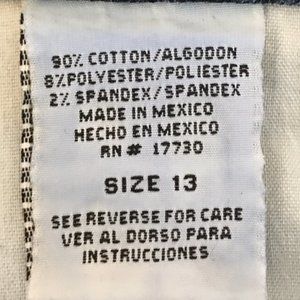 90% COTTON/ALGODON
8% POLYESTER/POLIESTER
2% SPANDEX/SPANDEX
MADE IN MEXICO
HECHO EN MEXICO
RN# 17730
SIZE 13
SEE REVERSE FOR CARE
VER AL DORSO PARA
INSTRUCCIONES